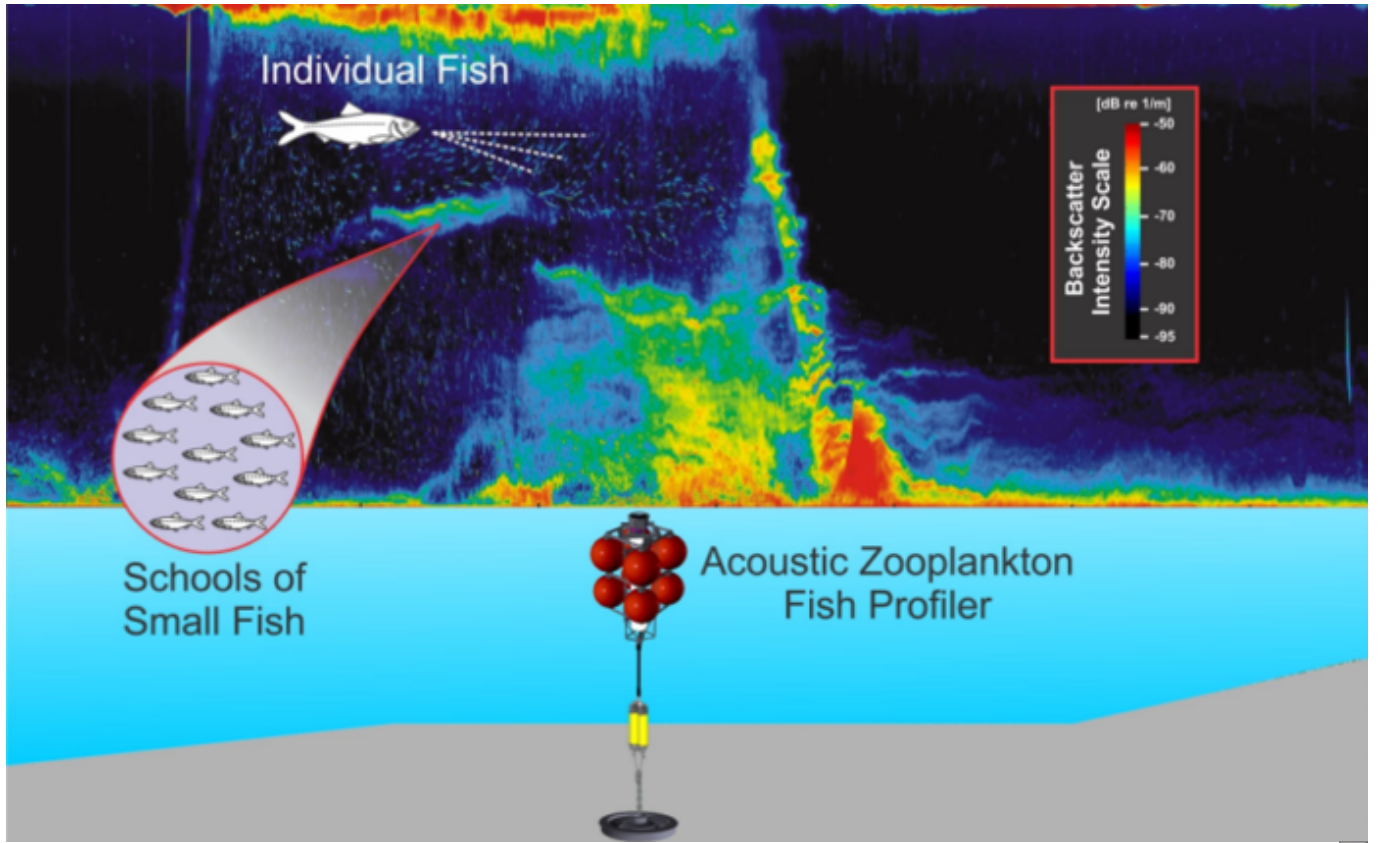 Individual Fish
[dB re 1/m]
-50
-60
-70
-80
-90
-95
Backscatter
Intensity Scale
Schools of
Small Fish
Acoustic Zooplankton
Fish Profiler